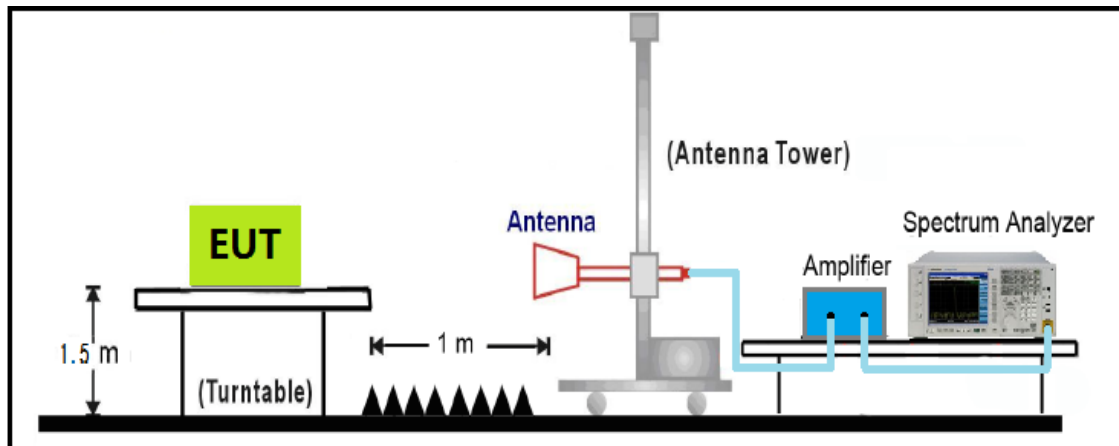 (Antenna Tower)
Antenna
Spectrum Analyzer
EUT
Amplifier
1.5 m
1 m
(Turntable)